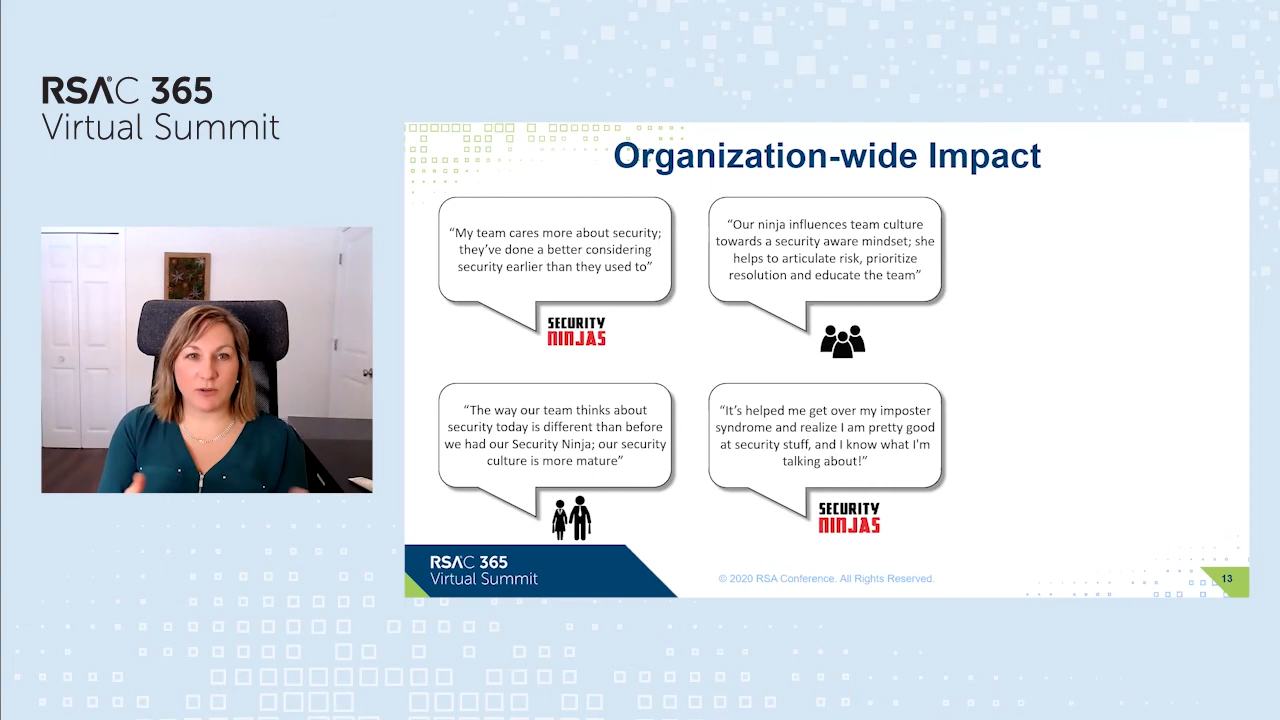 RSAC 365
Virtual Summit
Organization-wide Impact
“My team cares more about security;
they’ve done a better considering
security earlier than they used to”
SECURITY
NINJAS
“Our ninja influences team culture
towards a security aware mindset; she
helps to articulate risk, prioritize
resolution and educate the team”
“The way our team thinks about
security today is different than before
we had our Security Ninja; our security
culture is more mature”
“It’s helped me get over my imposter
syndrome and realize I am pretty good
at security stuff, and I know what I'm
talking about!”
SECURITY
NINJAS
RSAC 365
Virtual Summit
© 2020 RSA Conference. All Rights Reserved.
13